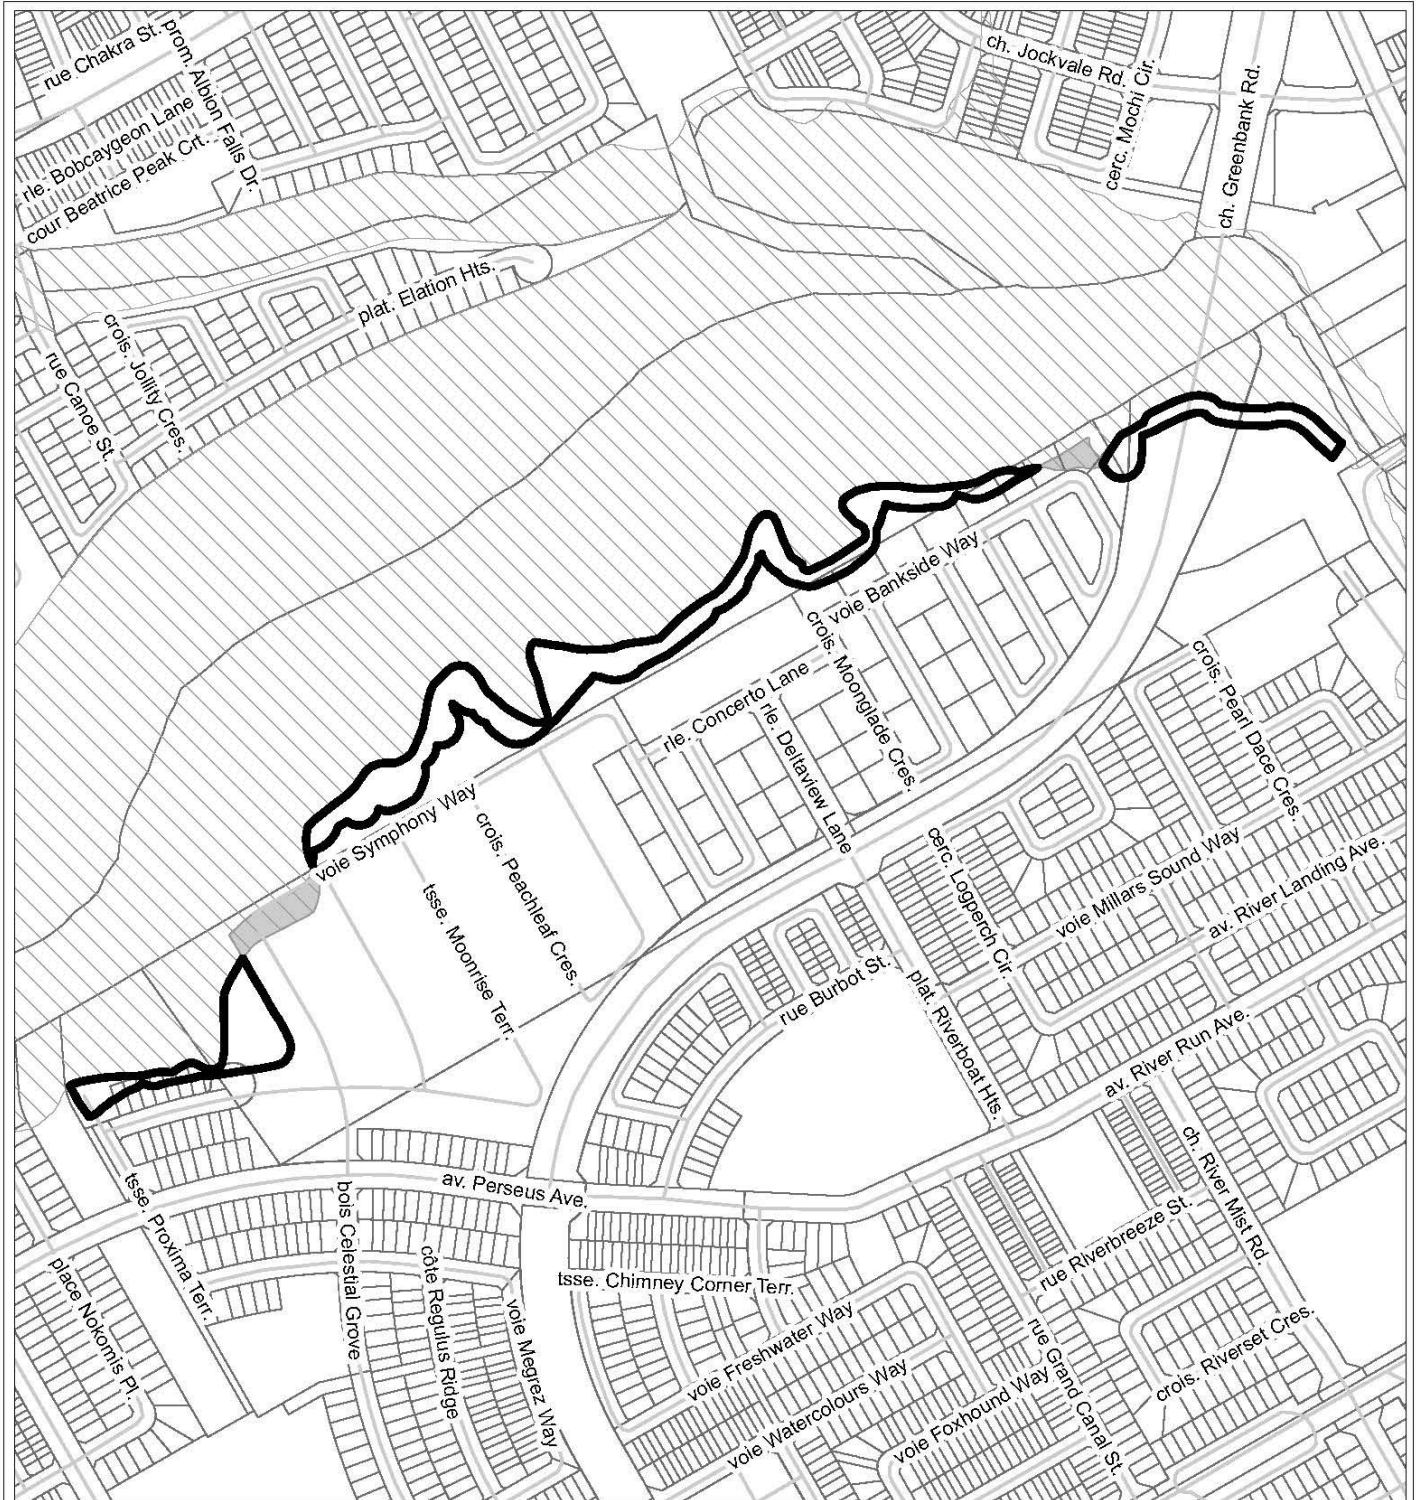 rue Chakra St.
prom. Albion Falls Dr.
rle. Bobcaygeon Lane
cour Beatrice Peak Crt.
ch. Jockvale Rd.
cerc. Mochi Cir.
ch. Greenbank Rd.
plat. Elation Hts.
crois. Jollity Cres.
rue Canoe St.
voie Bankside Way
crois. Moonglade Cres.
rle. Concerto Lane
rle. Deltaview Lane
crois. Pearl Dace Cres.
voie Symphony Way
crois. Peachleaf Cres.
tsse. Moonrise Terr.
cerc. Logperch Cir.
voie Millars Sound Way
av. River Landing Ave.
rue Burbot St.
plat. Riverboat Hts.
av. River Run Ave.
ch. River Mist Rd.
av. Perseus Ave.
tsse. Proxima Terr.
bois Celestial Grove
côte Regulus Ridge
voie Megrez Way
place Nokomis Pl.
tsse. Chimney Corner Terr.
rue Riverbreeze St.
voie Freshwater Way
rue Grand Canal St.
crois. Riverset Cres.
voie Watercolours Way
voie Foxhound Way